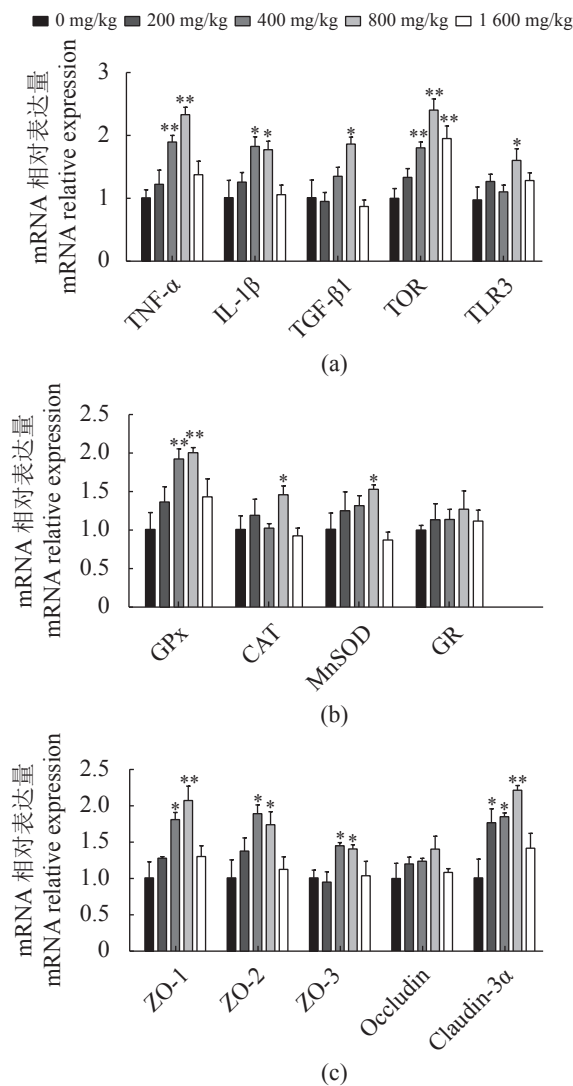 0 mg/kg 200 mg/kg 400 mg/kg 800 mg/kg 1 600 mg/kg
mRNA 相对表达量
mRNA relative expression
3
2
1
0
** ** * * * ** ** ** *
TNF-α IL-1β TGF-β1 TOR TLR3
(a)
mRNA 相对表达量
mRNA relative expression
2.5
2.0
1.5
1.0
0.5
0
** ** * *
GPx CAT MnSOD GR
(b)
mRNA 相对表达量
mRNA relative expression
2.5
2.0
1.5
1.0
0.5
0
* ** * * * * * * **
ZO-1 ZO-2 ZO-3 Occludin Claudin-3α
(c)